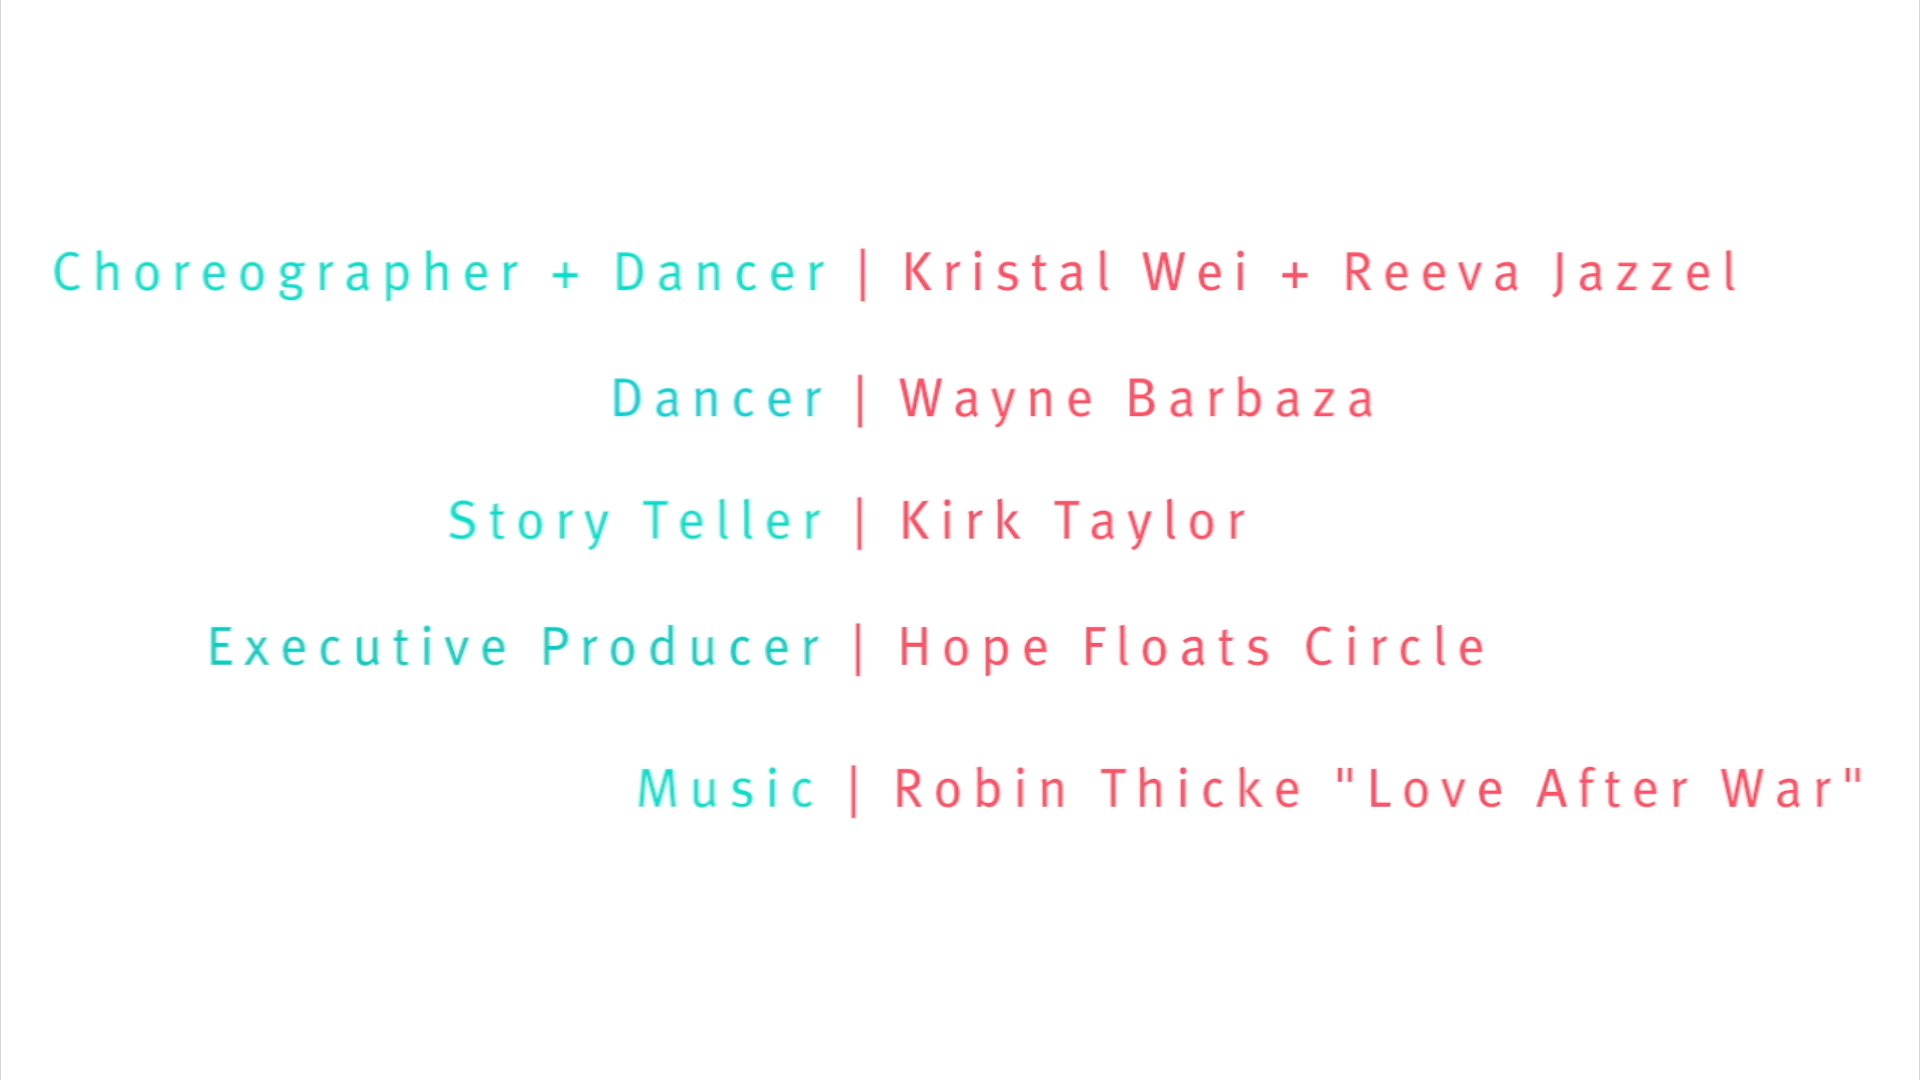 Choreographer + Dancer | Kristal Wei + Reeva Jazzel
Dancer | Wayne Barbaza
Story Teller | Kirk Taylor
Executive Producer | Hope Floats Circle
Music | Robin Thicke "Love After War"